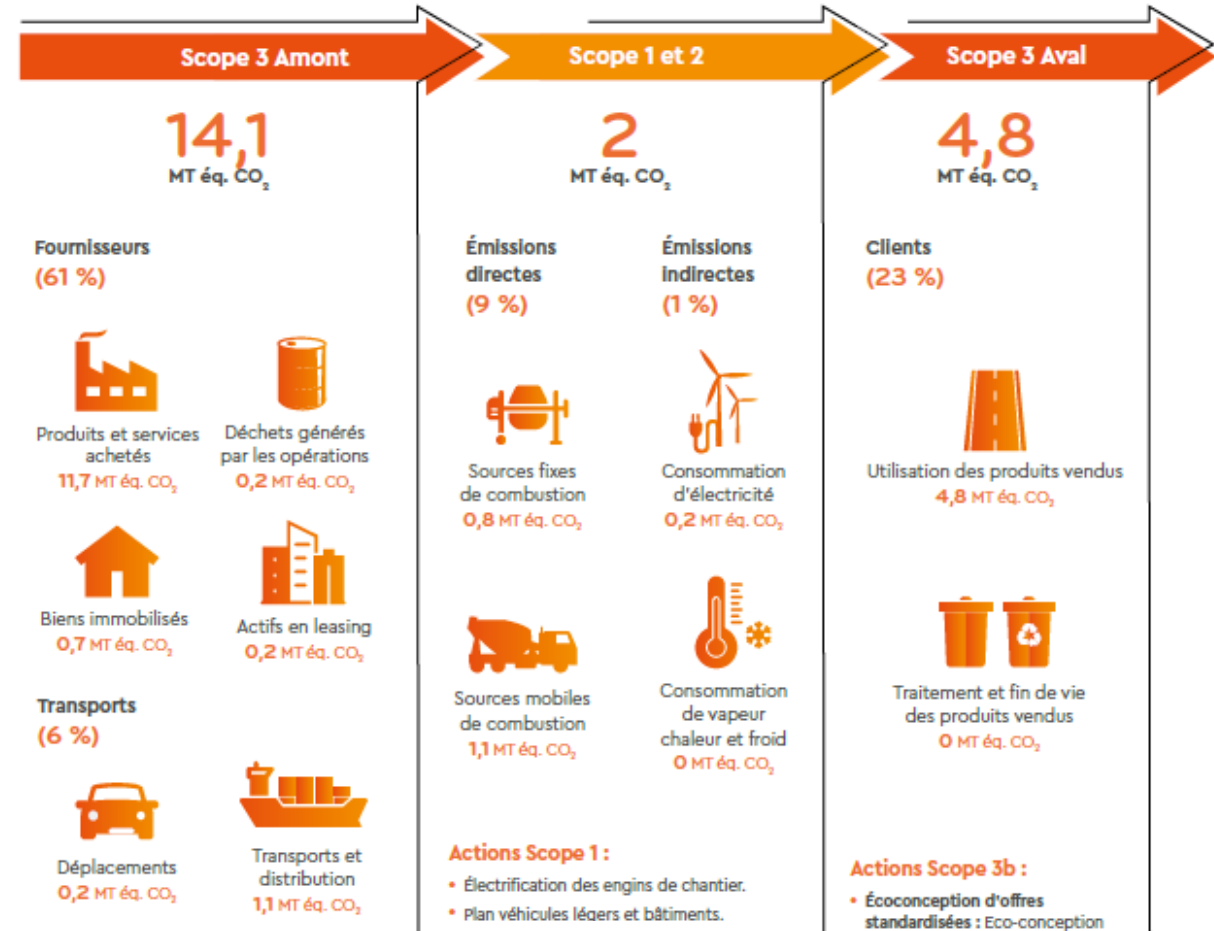 Scope 3 Amont
14,1
MT éq. CO₂
Fournisseurs
(61 %)
Produits et services
achetés
11,7 MT éq. CO₂
Déchets générés
par les opérations
0,2 MT éq. CO₂
Biens immobilisés
0,7 MT éq. CO₂
Actifs en leasing
0,2 MT éq. CO₂
Transports
(6 %)
Déplacements
0,2 MT éq. CO₂
Transports et
distribution
1,1 MT éq. CO₂
Scope 1 et 2
2
MT éq. CO₂
Émissions
directes
(9 %)
Émissions
indirectes
(1 %)
Sources fixes
de combustion
0,8 MT éq. CO₂
Consommation
d'électricité
0,2 MT éq. CO₂
Sources mobiles
de combustion
1,1 MT éq. CO₂
Consommation
de vapeur
chaleur et froid
0 MT éq. CO₂
Actions Scope 1 :
• Électrification des engins de chantier.
• Plan véhicules légers et bâtiments.
Scope 3 Aval
4,8
MT éq. CO₂
Clients
(23 %)
Utilisation des produits vendus
4,8 MT éq. CO₂
Traitement et fin de vie
des produits vendus
0 MT éq. CO₂
Actions Scope 3b :
• Écoconception d'offres
standardisées : Eco-conception